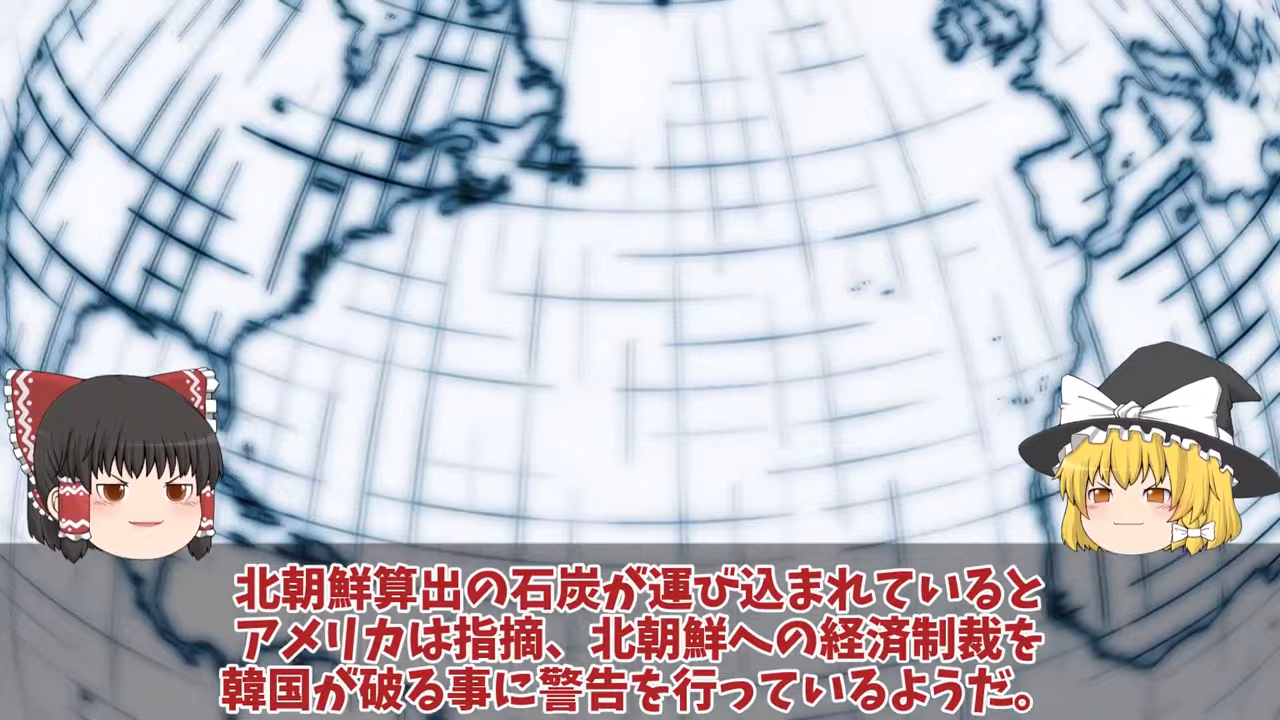 北朝鮮算出の石炭が運び込まれていると
アメリカは指摘、北朝鮮への経済制裁を
韓国が破る事に警告を行っているようだ。